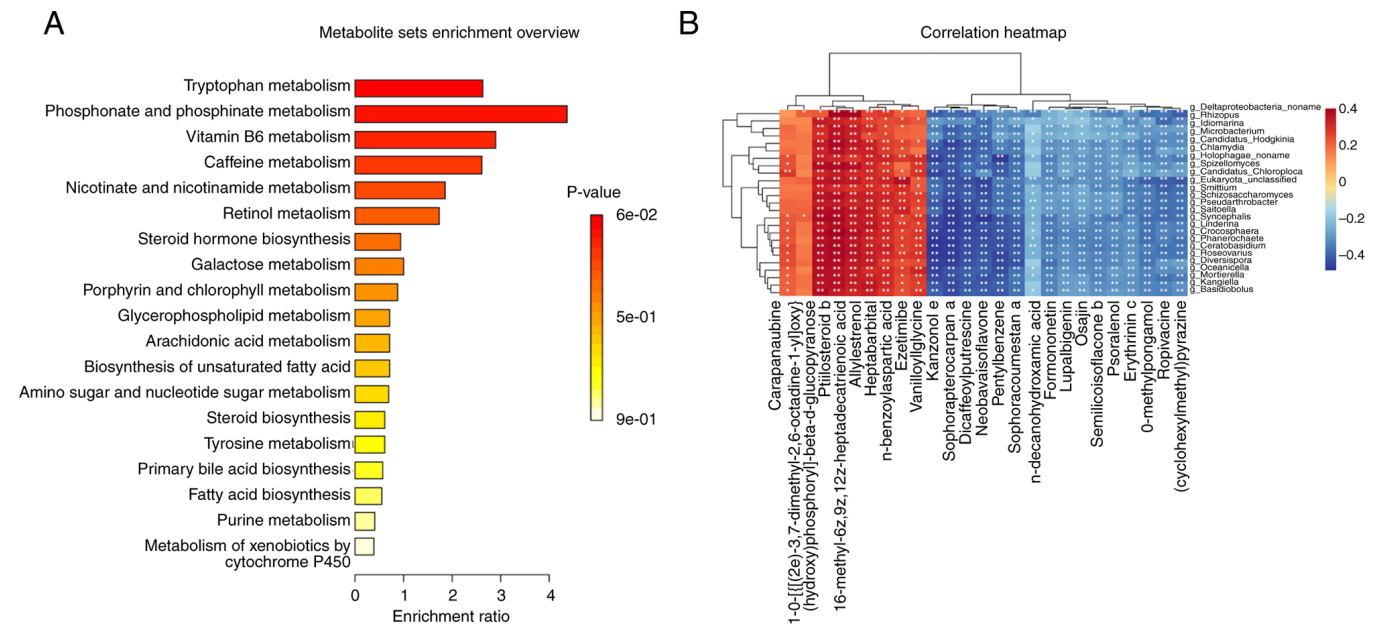 A
Metabolite sets enrichment overview
Tryptophan metabolism
Phosphonate and phosphinate metabolism
Vitamin B6 metabolism
Caffeine metabolism
Nicotinate and nicotinamide metabolism
Retinol metaolism
Steroid hormone biosynthesis
Galactose metabolism
Porphyrin and chlorophyll metabolism
Glycerophospholipid metabolism
Arachidonic acid metabolism
Biosynthesis of unsaturated fatty acid
Amino sugar and nucleotide sugar metabolism
Steroid biosynthesis
Tyrosine metabolism
Primary bile acid biosynthesis
Fatty acid biosynthesis
Purine metabolism
Metabolism of xenobiotics by
cytochrome P450
0 1 2 3 4
Enrichment ratio
P-value
6e-02
5e-01
9e-01
B
Correlation heatmap
g_Deltaproteobacteria_noname
g_Rhizopus
g_Idiomarina
g_Microbacterium
g_Candidatus_Hodgkinia
g_Chlamydia
g_Holophagae_noname
g_Spizellomyces
g_Candidatus_Chloroploca
g_Eukaryota_unclassified
g_Smittium
g_Schizosaccharomyces
g_Pseudarthrobacter
g_Saitoella
g_Syncephalis
g_Linderina
g_Crocosphaera
g_Phanerochaete
g_Ceratobasidium
g_Roseovarius
g_Diversispora
g_Oceanicella
g_Mortierella
g_Kangiella
g_Basidiobolus
0.4
0.2
0
−0.2
−0.4
Carapanaubine
1-0-[{[(2e)-3,7-dimethyl-2,6-octadine-1-yl]oxy}
(hydroxy)phosphoryl]-beta-d-glucopyranose
Ptilosteroid b
16-methyl-6z,9z,12z-heptadecatrienoic acid
Allylestrenol
Heptabarbital
n-benzoylaspartic acid
Ezetimibe
Vanilloyllglycine
Kanzonol e
Sophorapterocarpan a
Dicaffeoylputrescine
Neobavaisoflavone
Pentylbenzene
Sophoracoumestan a
n-decanohydroxamic acid
Formononetin
Lupalbigenin
Osajin
Semilicoisoflacone b
Psoralenol
Erythrinin c
0-methylpongamol
Ropivacine
(cyclohexylmethyl)pyrazine